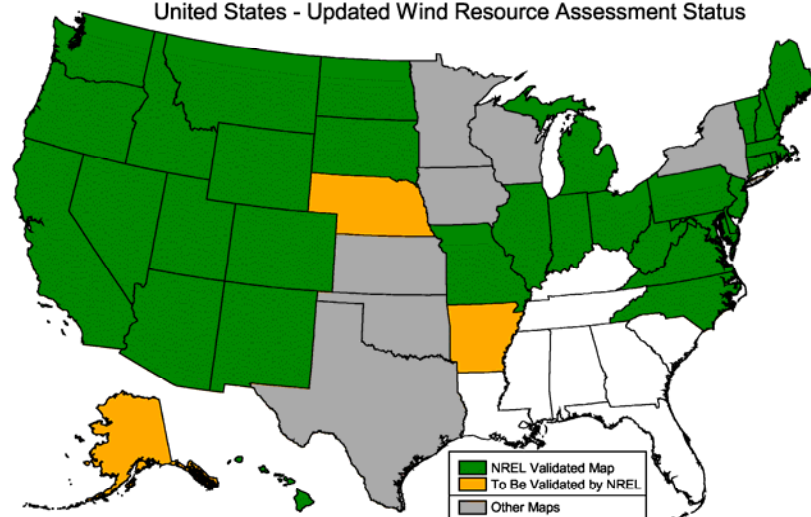 United States - Updated Wind Resource Assessment Status
NREL Validated Map
To Be Validated by NREL
Other Maps